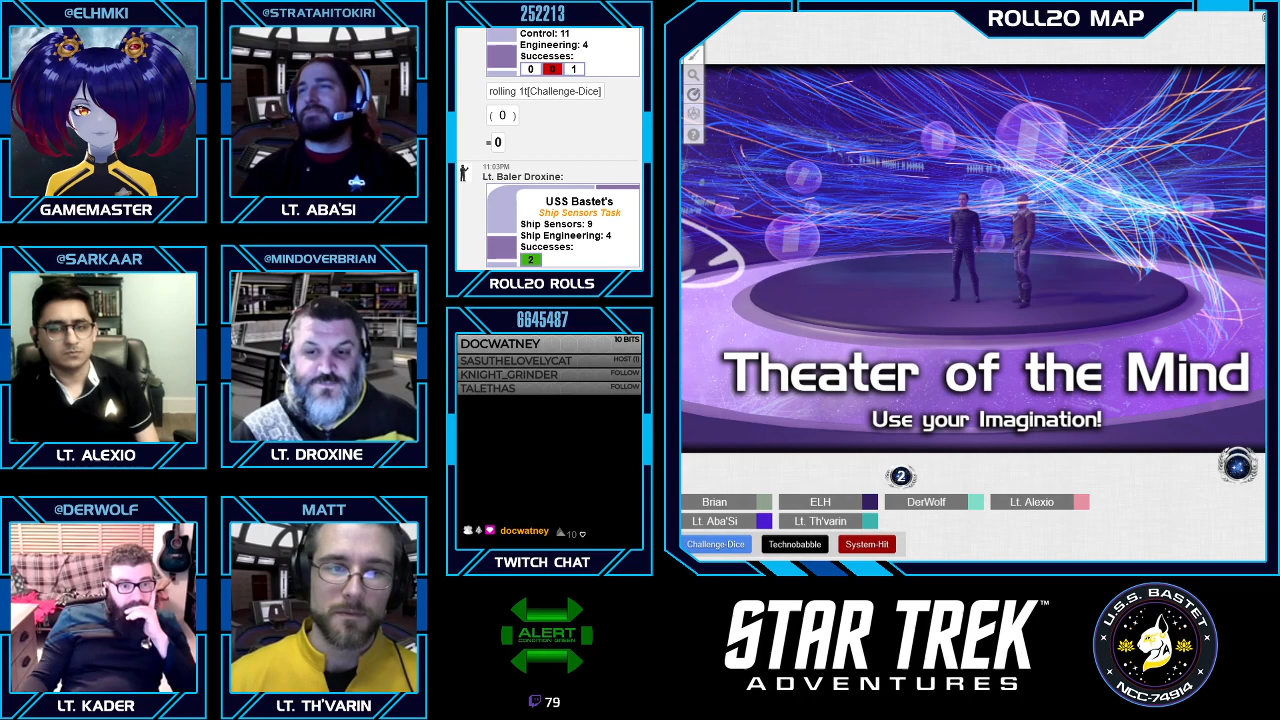 @ELHMKI
GAMEMASTER
@STRATAHITOKIRI
LT. ABA'SI
@SARKAAR
LT. ALEXIO
@MINDOVERBRIAN
LT. DROXINE
@DERWOLF
LT. KADER
MATT
LT. TH'VARIN
252213
Control: 11
Engineering: 4
Successes:
0 0 1
rolling 1t[Challenge-Dice]
( 0 )
=0
11:03PM
Lt. Baler Droxine:
USS Bastet's
Ship Sensors Task
Ship Sensors: 9
Ship Engineering: 4
Successes:
2
ROLL20 ROLLS
6645487
DOCWATNEY 10 BITS
SASUTHELOVELYCAT HOST (1)
KNIGHT_GRINDER FOLLOW
TALETHAS FOLLOW
docwatney 10
TWITCH CHAT
ALERT
CONDITION GREEN
79
ROLL20 MAP
Theater of the Mind
Use your Imagination!
2
Brian ELH DerWolf Lt. Alexio
Lt. Aba'Si Lt. Th'varin
Challenge-Dice Technobabble System-Hit
STAR TREK™
ADVENTURES
U.S.S. BASTET
NCC-74914